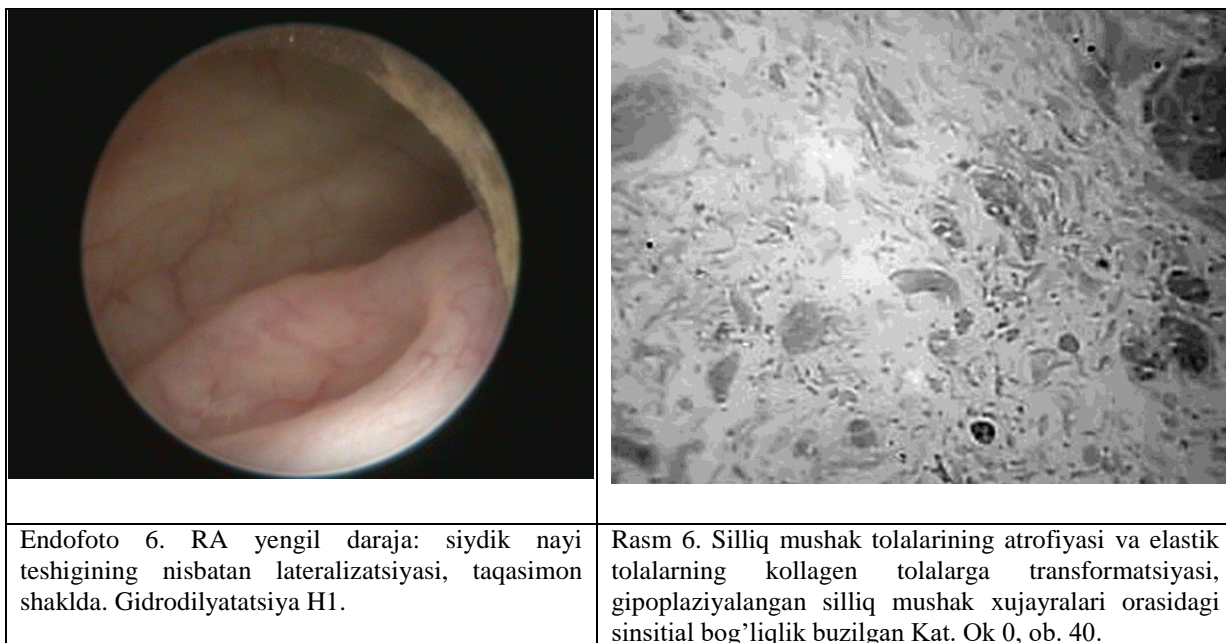 Endofoto 6. RA yengil daraja: siydik nayi
teshigining nisbatan lateralizatsiyasi, taqasimon
shaklda. Gidrodilyatatsiya H1.
Rasm 6. Silliq mushak tolalarining atrofiyasi va elastik
tolalarning kollagen tolalarga transformatsiyasi,
gipoplaziyalangan silliq mushak xujayralari orasidagi
sinsitial bog’liqlik buzilgan Kat. Ok 0, ob. 40.